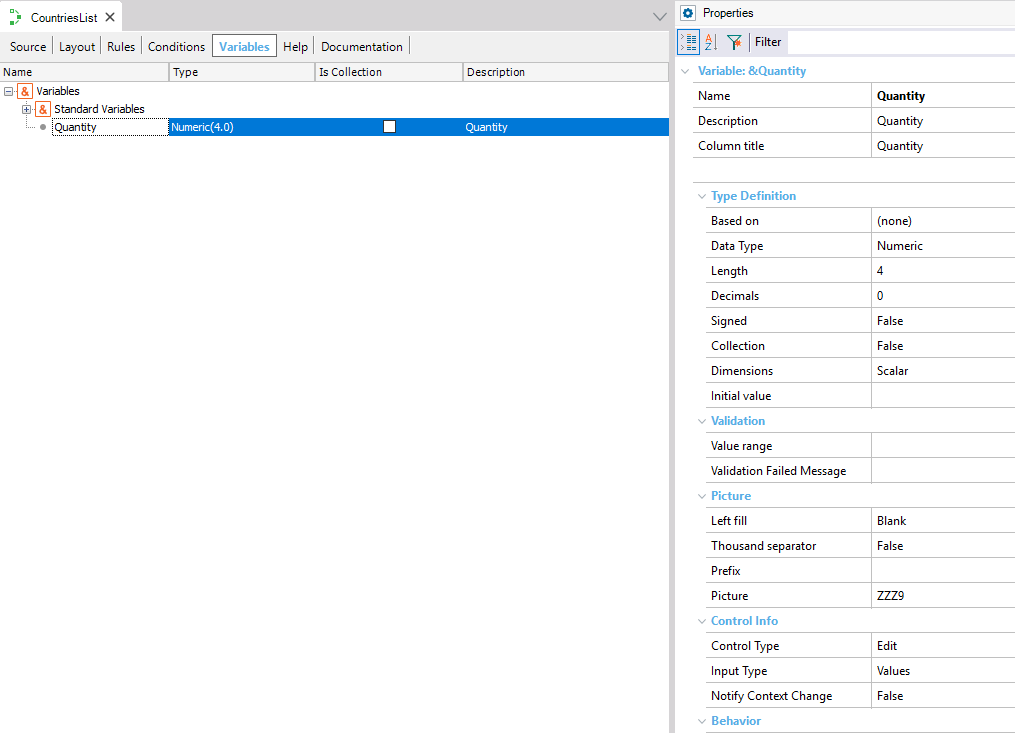 CountriesList
Source Layout Rules Conditions Variables Help Documentation
Name Type Is Collection Description
& Variables
& Standard Variables
Quantity Numeric(4.0) Quantity
Properties
A Z Filter
Variable: &Quantity
Name Quantity
Description Quantity
Column title Quantity
Type Definition
Based on (none)
Data Type Numeric
Length 4
Decimals 0
Signed False
Collection False
Dimensions Scalar
Initial value
Validation
Value range
Validation Failed Message
Picture
Left fill Blank
Thousand separator False
Prefix
Picture ZZZ9
Control Info
Control Type Edit
Input Type Values
Notify Context Change False
Behavior